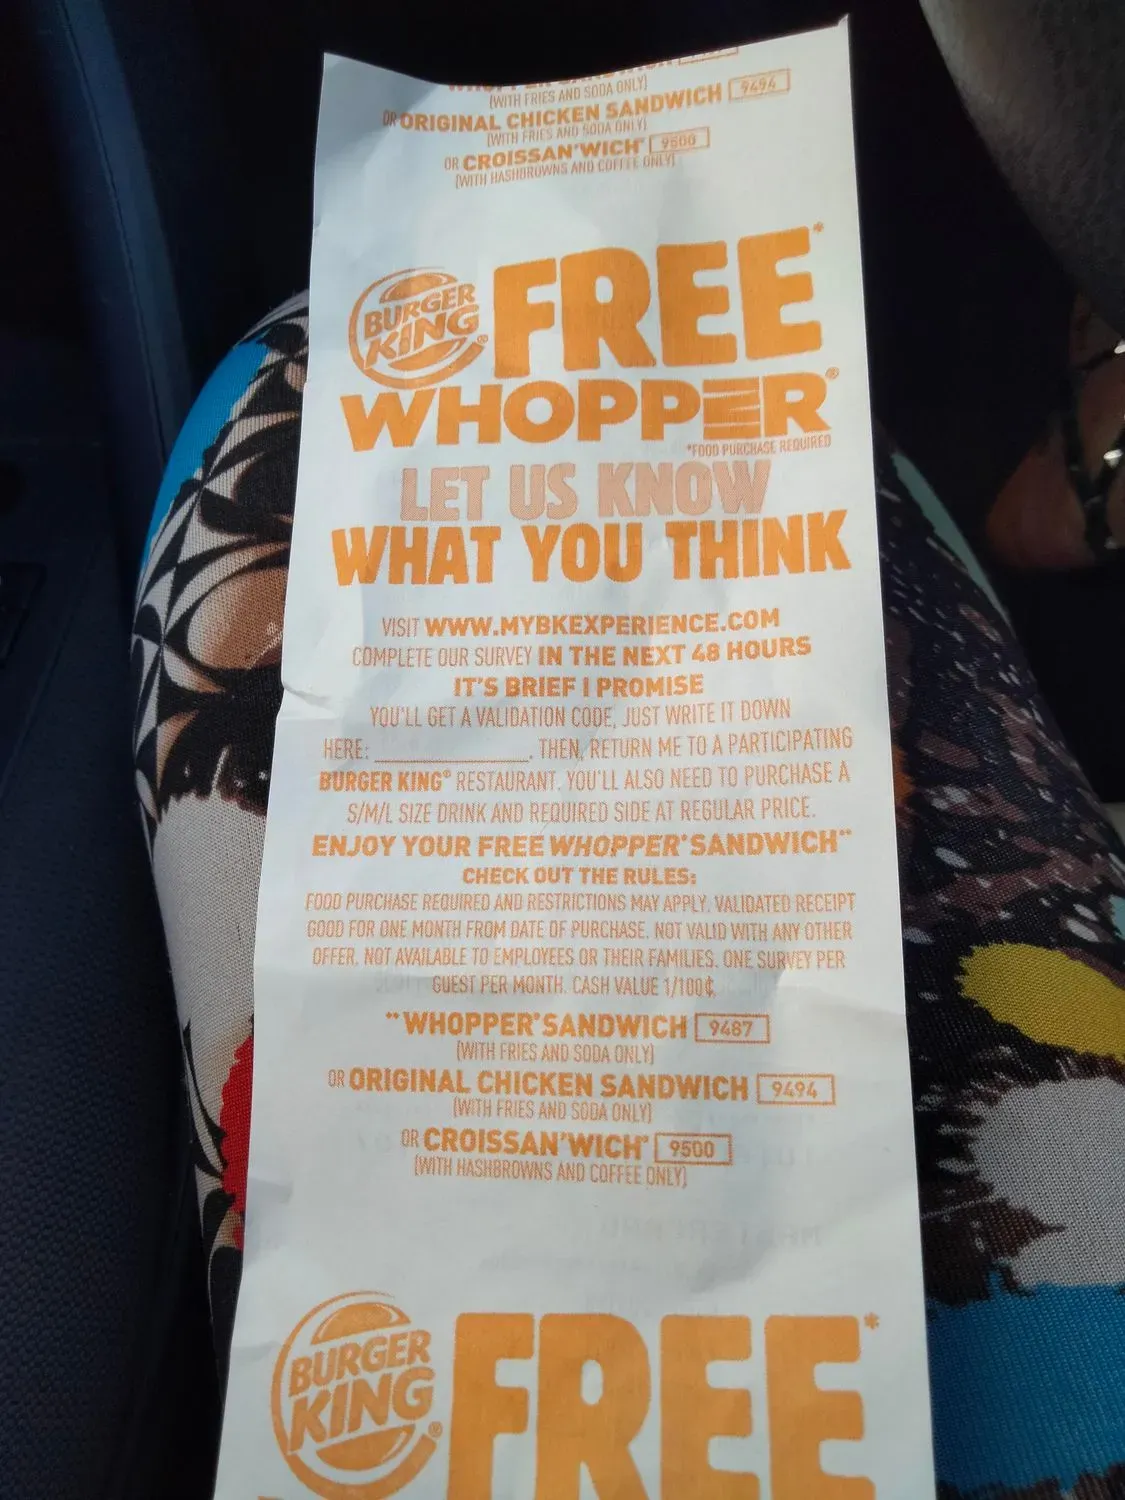 (WITH FRIES AND SODA ONLY)
OR ORIGINAL CHICKEN SANDWICH 9494
(WITH FRIES AND SODA ONLY)
OR CROISSAN'WICH® 9500
(WITH HASHBROWNS AND COFFEE ONLY)
BURGER KING® FREE*
WHOPPER®
*FOOD PURCHASE REQUIRED
LET US KNOW
WHAT YOU THINK
VISIT WWW.MYBKEXPERIENCE.COM
COMPLETE OUR SURVEY IN THE NEXT 48 HOURS
IT'S BRIEF I PROMISE
YOU'LL GET A VALIDATION CODE, JUST WRITE IT DOWN
HERE: ______________. THEN, RETURN ME TO A PARTICIPATING
BURGER KING® RESTAURANT. YOU'LL ALSO NEED TO PURCHASE A
S/M/L SIZE DRINK AND REQUIRED SIDE AT REGULAR PRICE.
ENJOY YOUR FREE WHOPPER® SANDWICH**
CHECK OUT THE RULES:
FOOD PURCHASE REQUIRED AND RESTRICTIONS MAY APPLY. VALIDATED RECEIPT
GOOD FOR ONE MONTH FROM DATE OF PURCHASE. NOT VALID WITH ANY OTHER
OFFER. NOT AVAILABLE TO EMPLOYEES OR THEIR FAMILIES. ONE SURVEY PER
GUEST PER MONTH. CASH VALUE 1/100¢
**WHOPPER® SANDWICH 9487
(WITH FRIES AND SODA ONLY)
OR ORIGINAL CHICKEN SANDWICH 9494
(WITH FRIES AND SODA ONLY)
OR CROISSAN'WICH® 9500
(WITH HASHBROWNS AND COFFEE ONLY)
BURGER KING® FREE*